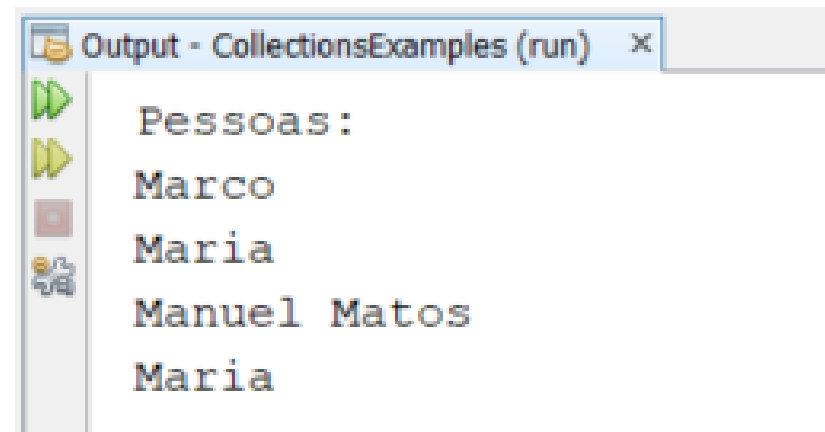 Output - CollectionsExamples (run)
Pessoas:
Marco
Maria
Manuel Matos
Maria